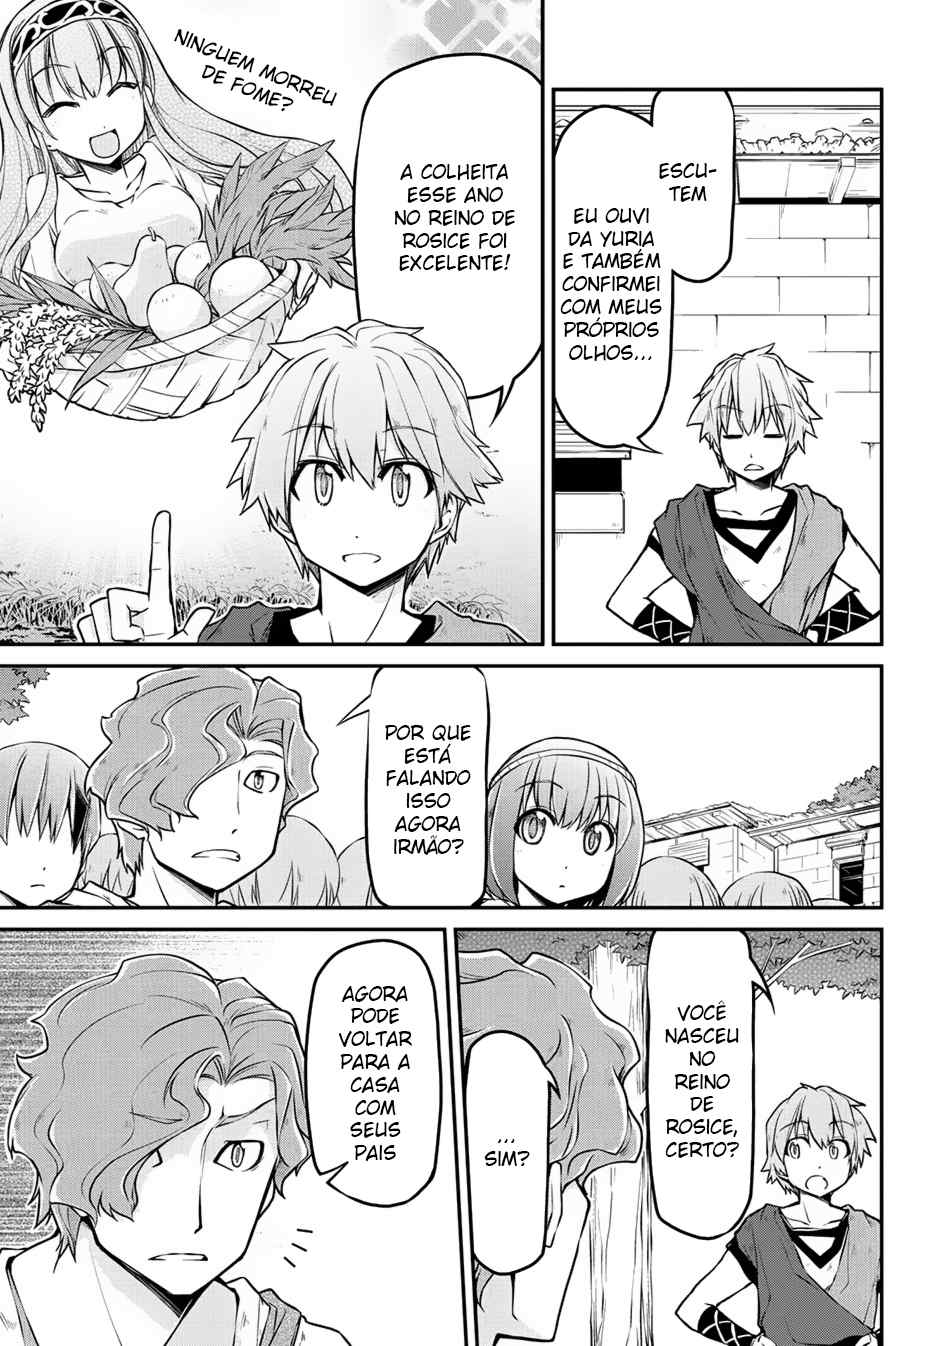 ESCU-
TEM
EU OUVI
DA YURIA
E TAMBÉM
CONFIRMEI
COM MEUS
PRÓPRIOS
OLHOS...
A COLHEITA
ESSE ANO
NO REINO DE
ROSICE FOI
EXCELENTE!
NINGUEM MORREU
DE FOME?
POR QUE
ESTÁ
FALANDO
ISSO
AGORA
IRMÃO?
VOCÊ
NASCEU
NO
REINO
DE
ROSICE,
CERTO?
...
SIM?
AGORA
PODE
VOLTAR
PARA A
CASA
COM
SEUS
PAIS